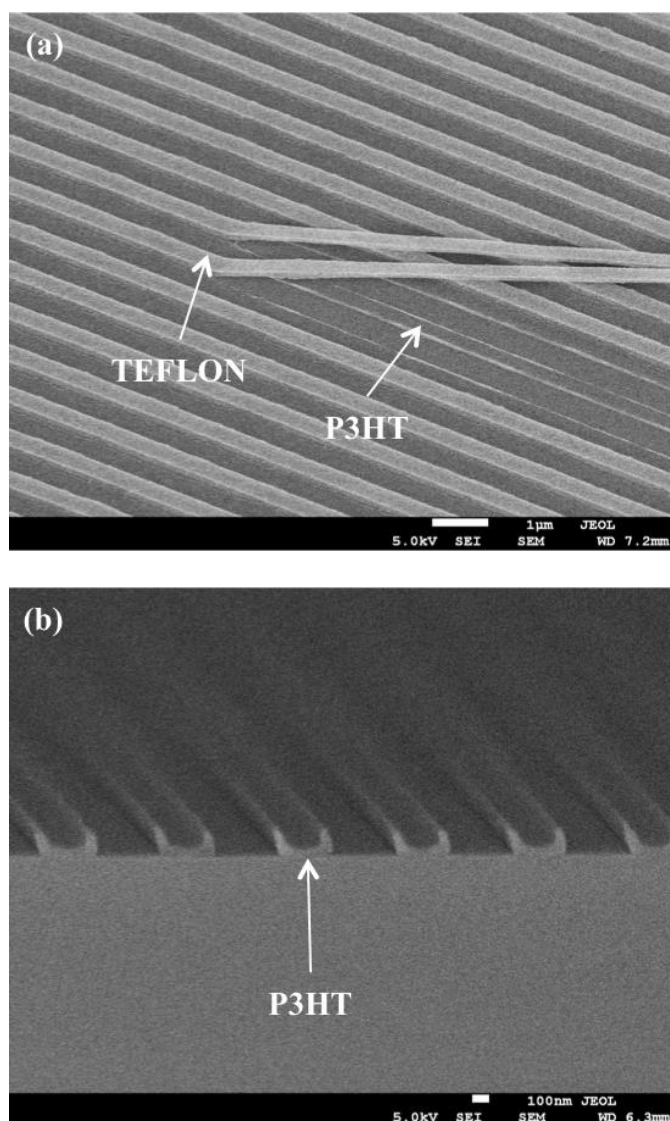 (a)
TEFLON
P3HT
1μm JEOL
5.0kV SEI SEM WD 7.2mm
(b)
P3HT
100nm JEOL
5.0kV SEI SEM WD 6.3mm